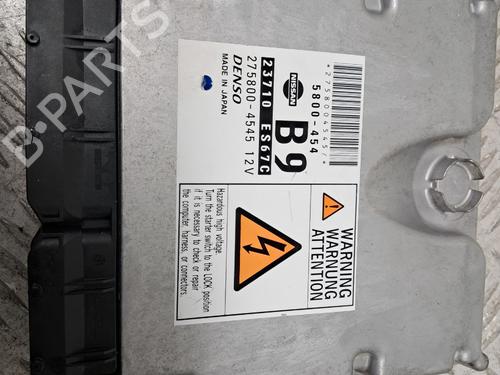 NISSAN
5800-454
*2758004545/*
B9
23710 ES67C
275800-4545 12V
DENSO
MADE IN JAPAN
WARNING
WARNUNG
ATTENTION
Hazardous high voltage.
Turn the starter switch to the LOCK position
if it is necessary to check or repair
the computer, harness, or connectors.
B-PARTS